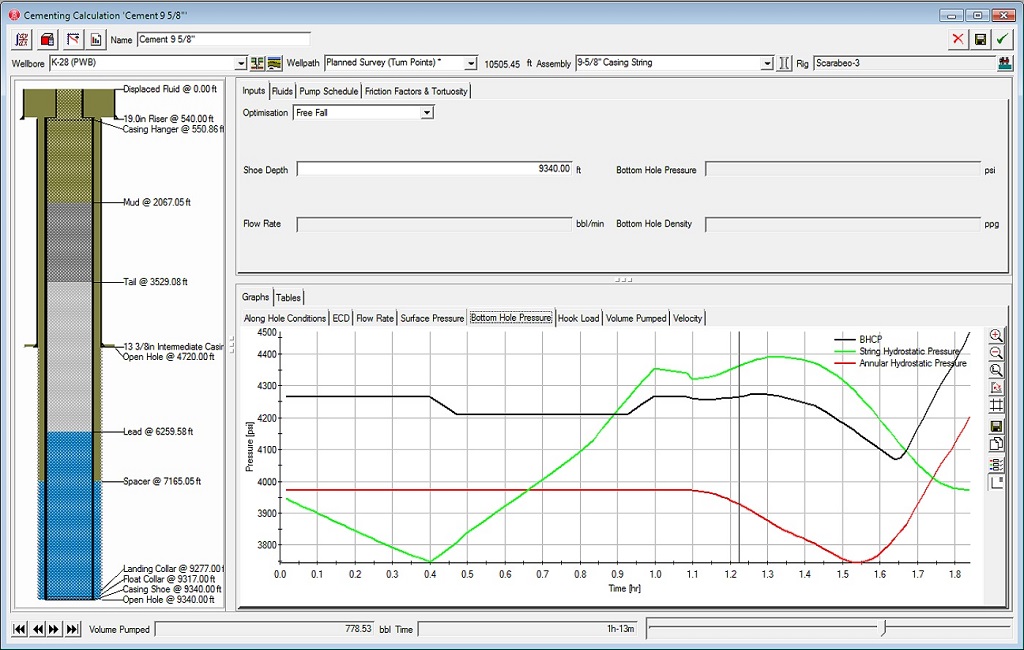 Cementing Calculation 'Cement 9 5/8"'
Name Cement 9 5/8"
Wellbore K-28 (PWB) Wellpath Planned Survey (Turn Points) * 10505.45 ft Assembly 9-5/8" Casing String Rig Scarabeo-3
Displaced Fluid @ 0.00 ft
19.0in Riser @ 540.00 ft
Casing Hanger @ 550.86 ft
Mud @ 2067.05 ft
Tail @ 3529.08 ft
13 3/8in Intermediate Casin
Open Hole @ 4720.00 ft
Lead @ 6259.58 ft
Spacer @ 7165.05 ft
Landing Collar @ 9277.00 f
Float Collar @ 9317.00 ft
Casing Shoe @ 9340.00 ft
Open Hole @ 9340.00 ft
Inputs Fluids Pump Schedule Friction Factors & Tortuosity
Optimisation Free Fall
Shoe Depth 9340.00 ft Bottom Hole Pressure psi
Flow Rate bbl/min Bottom Hole Density ppg
Graphs Tables
Along Hole Conditions ECD Flow Rate Surface Pressure Bottom Hole Pressure Hook Load Volume Pumped Velocity
BHCP
String Hydrostatic Pressure
Annular Hydrostatic Pressure
Pressure [psi]
4500
4400
4300
4200
4100
4000
3900
3800
0.0 0.1 0.2 0.3 0.4 0.5 0.6 0.7 0.8 0.9 1.0 1.1 1.2 1.3 1.4 1.5 1.6 1.7 1.8
Time [hr]
Volume Pumped 778.53 bbl Time 1h-13m